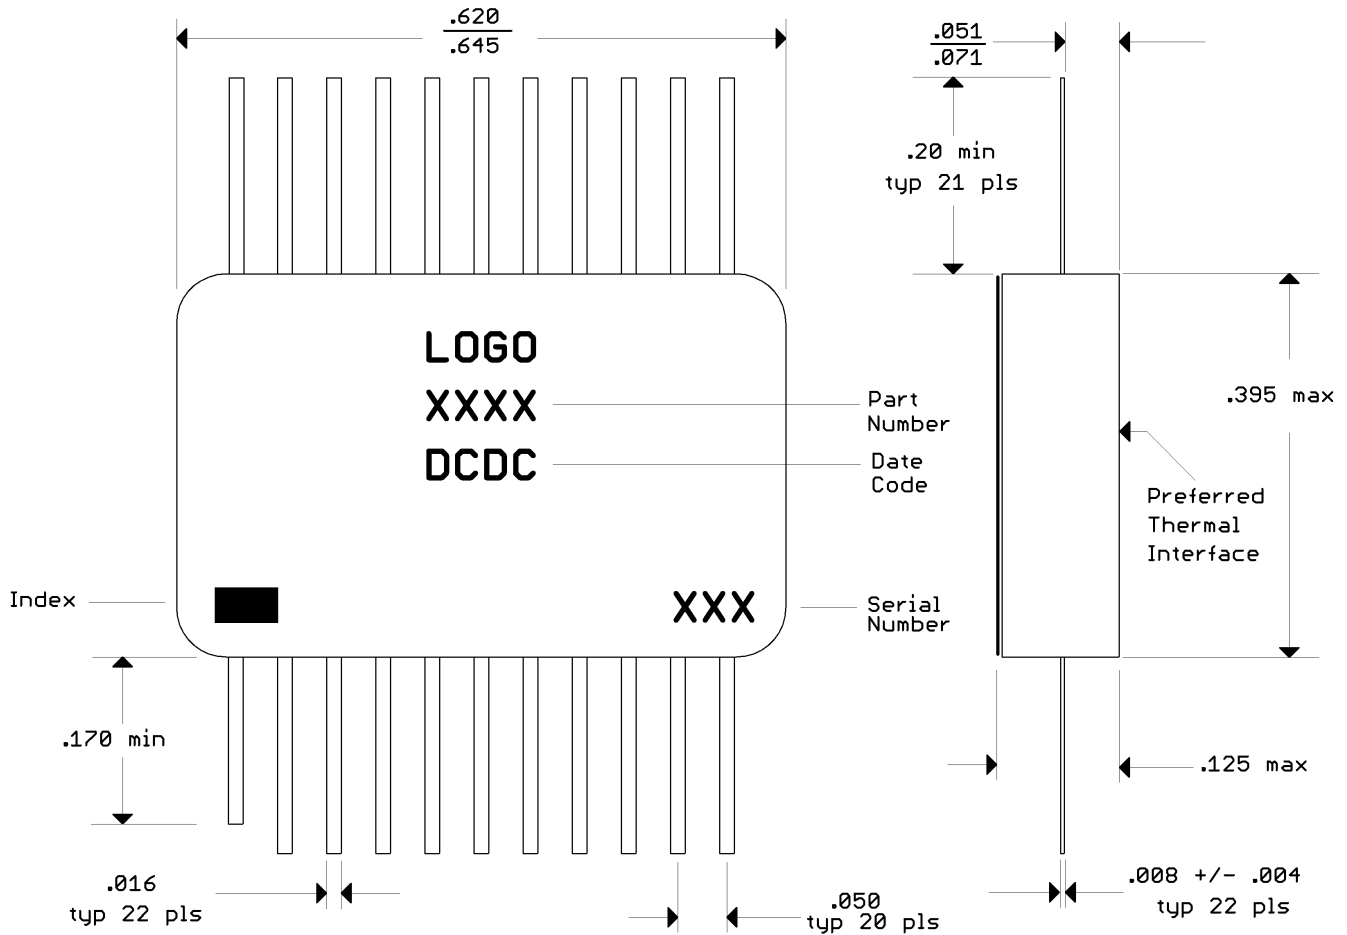 .620
.645
.051
.071
.20 min
typ 21 pls
LOGO
XXXX
DCDC
Part
Number
Date
Code
.395 max
Preferred
Thermal
Interface
Index
XXX
Serial
Number
.170 min
.125 max
.016
typ 22 pls
.050
typ 20 pls
.008 +/- .004
typ 22 pls